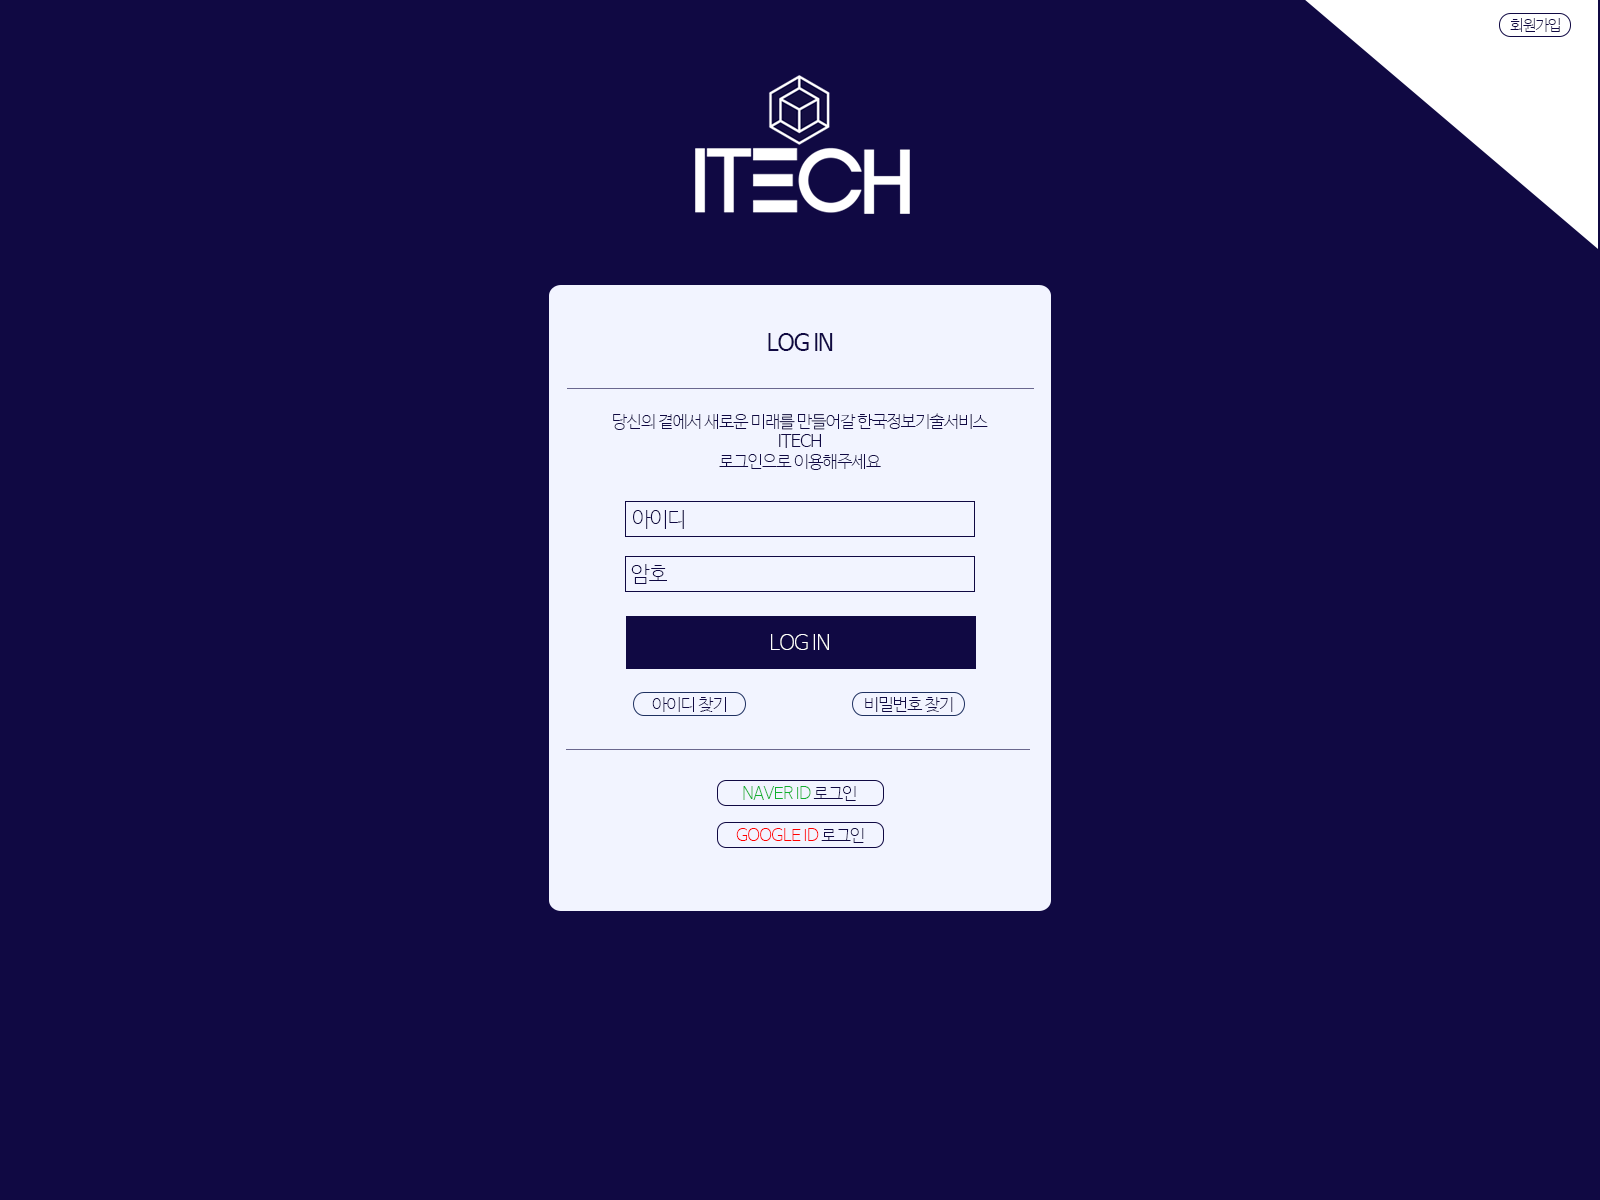 회원가입
ITECH
LOG IN
당신의 곁에서 새로운 미래를 만들어갈 한국정보기술서비스
ITECH
로그인으로 이용해주세요
아이디
암호
LOG IN
아이디 찾기
비밀번호 찾기
NAVER ID 로그인
GOOGLE ID 로그인